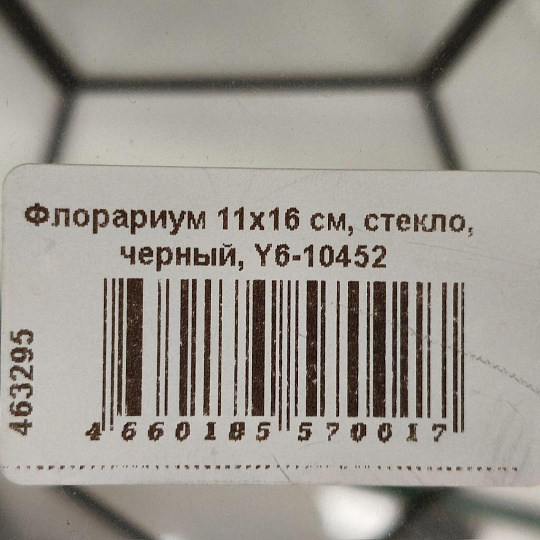 Флорариум 11х16 см, стекло,
черный, Y6-10452
463295
4 660185 570017